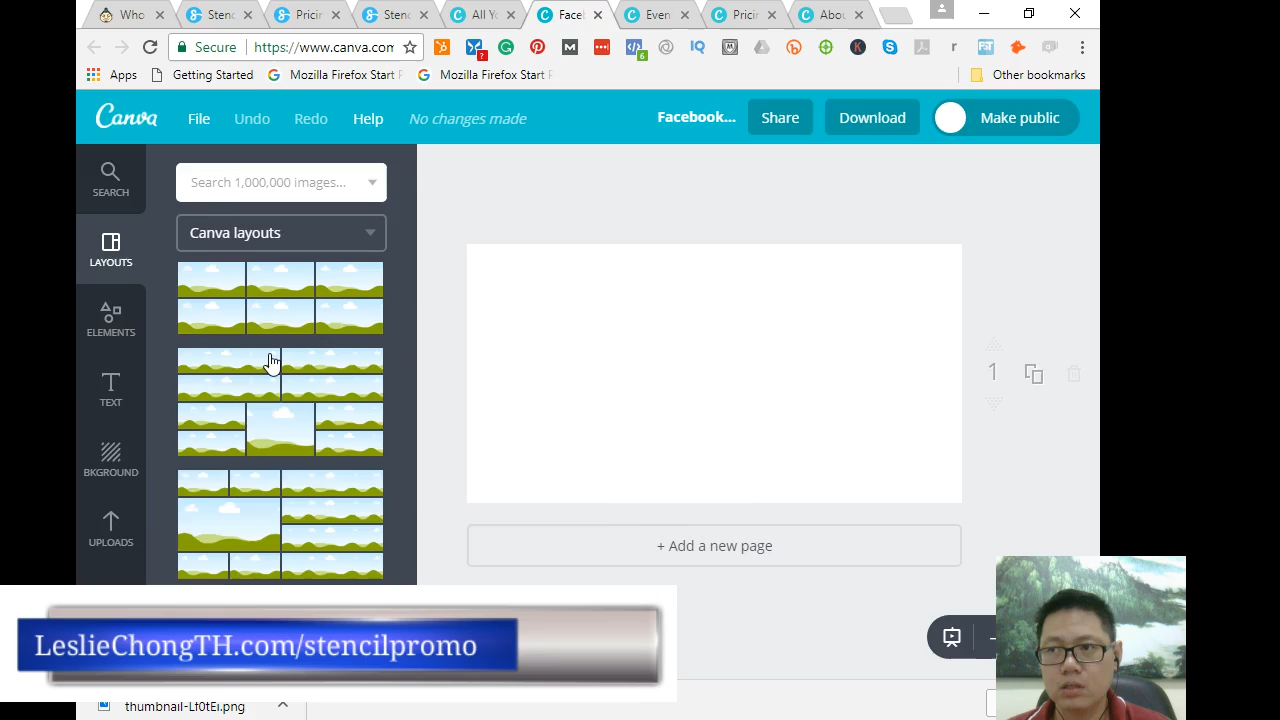 Who
Stenc
Pricin
Stenc
All Yo
Faceb
Even
Pricin
Abou
Secure
https://www.canva.com
?
6
IQ
M
K
r
Apps
Getting Started
Mozilla Firefox Start
Mozilla Firefox Start
Other bookmarks
Canva
File
Undo
Redo
Help
No changes made
Facebook...
Share
Download
Make public
SEARCH
Search 1,000,000 images...
Canva layouts
LAYOUTS
ELEMENTS
TEXT
BKGROUND
UPLOADS
1
+ Add a new page
LeslieChongTH.com/stencilpromo
thumbnail-Lf0tEi.png